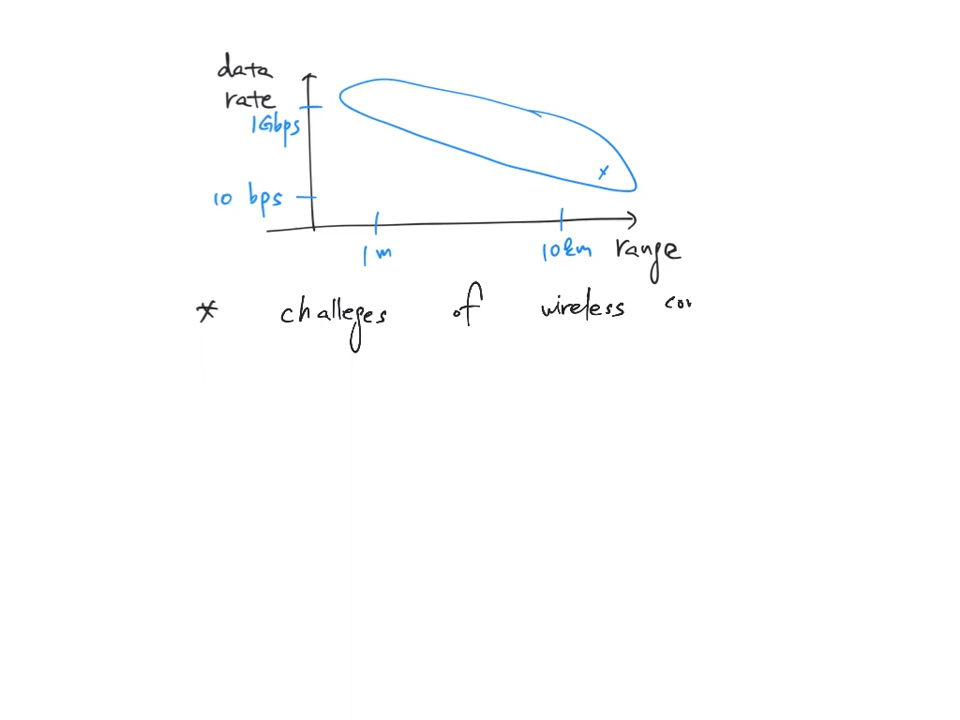 data
rate
1Gbps
10 bps
1m
10km
range
* challeges of wireless